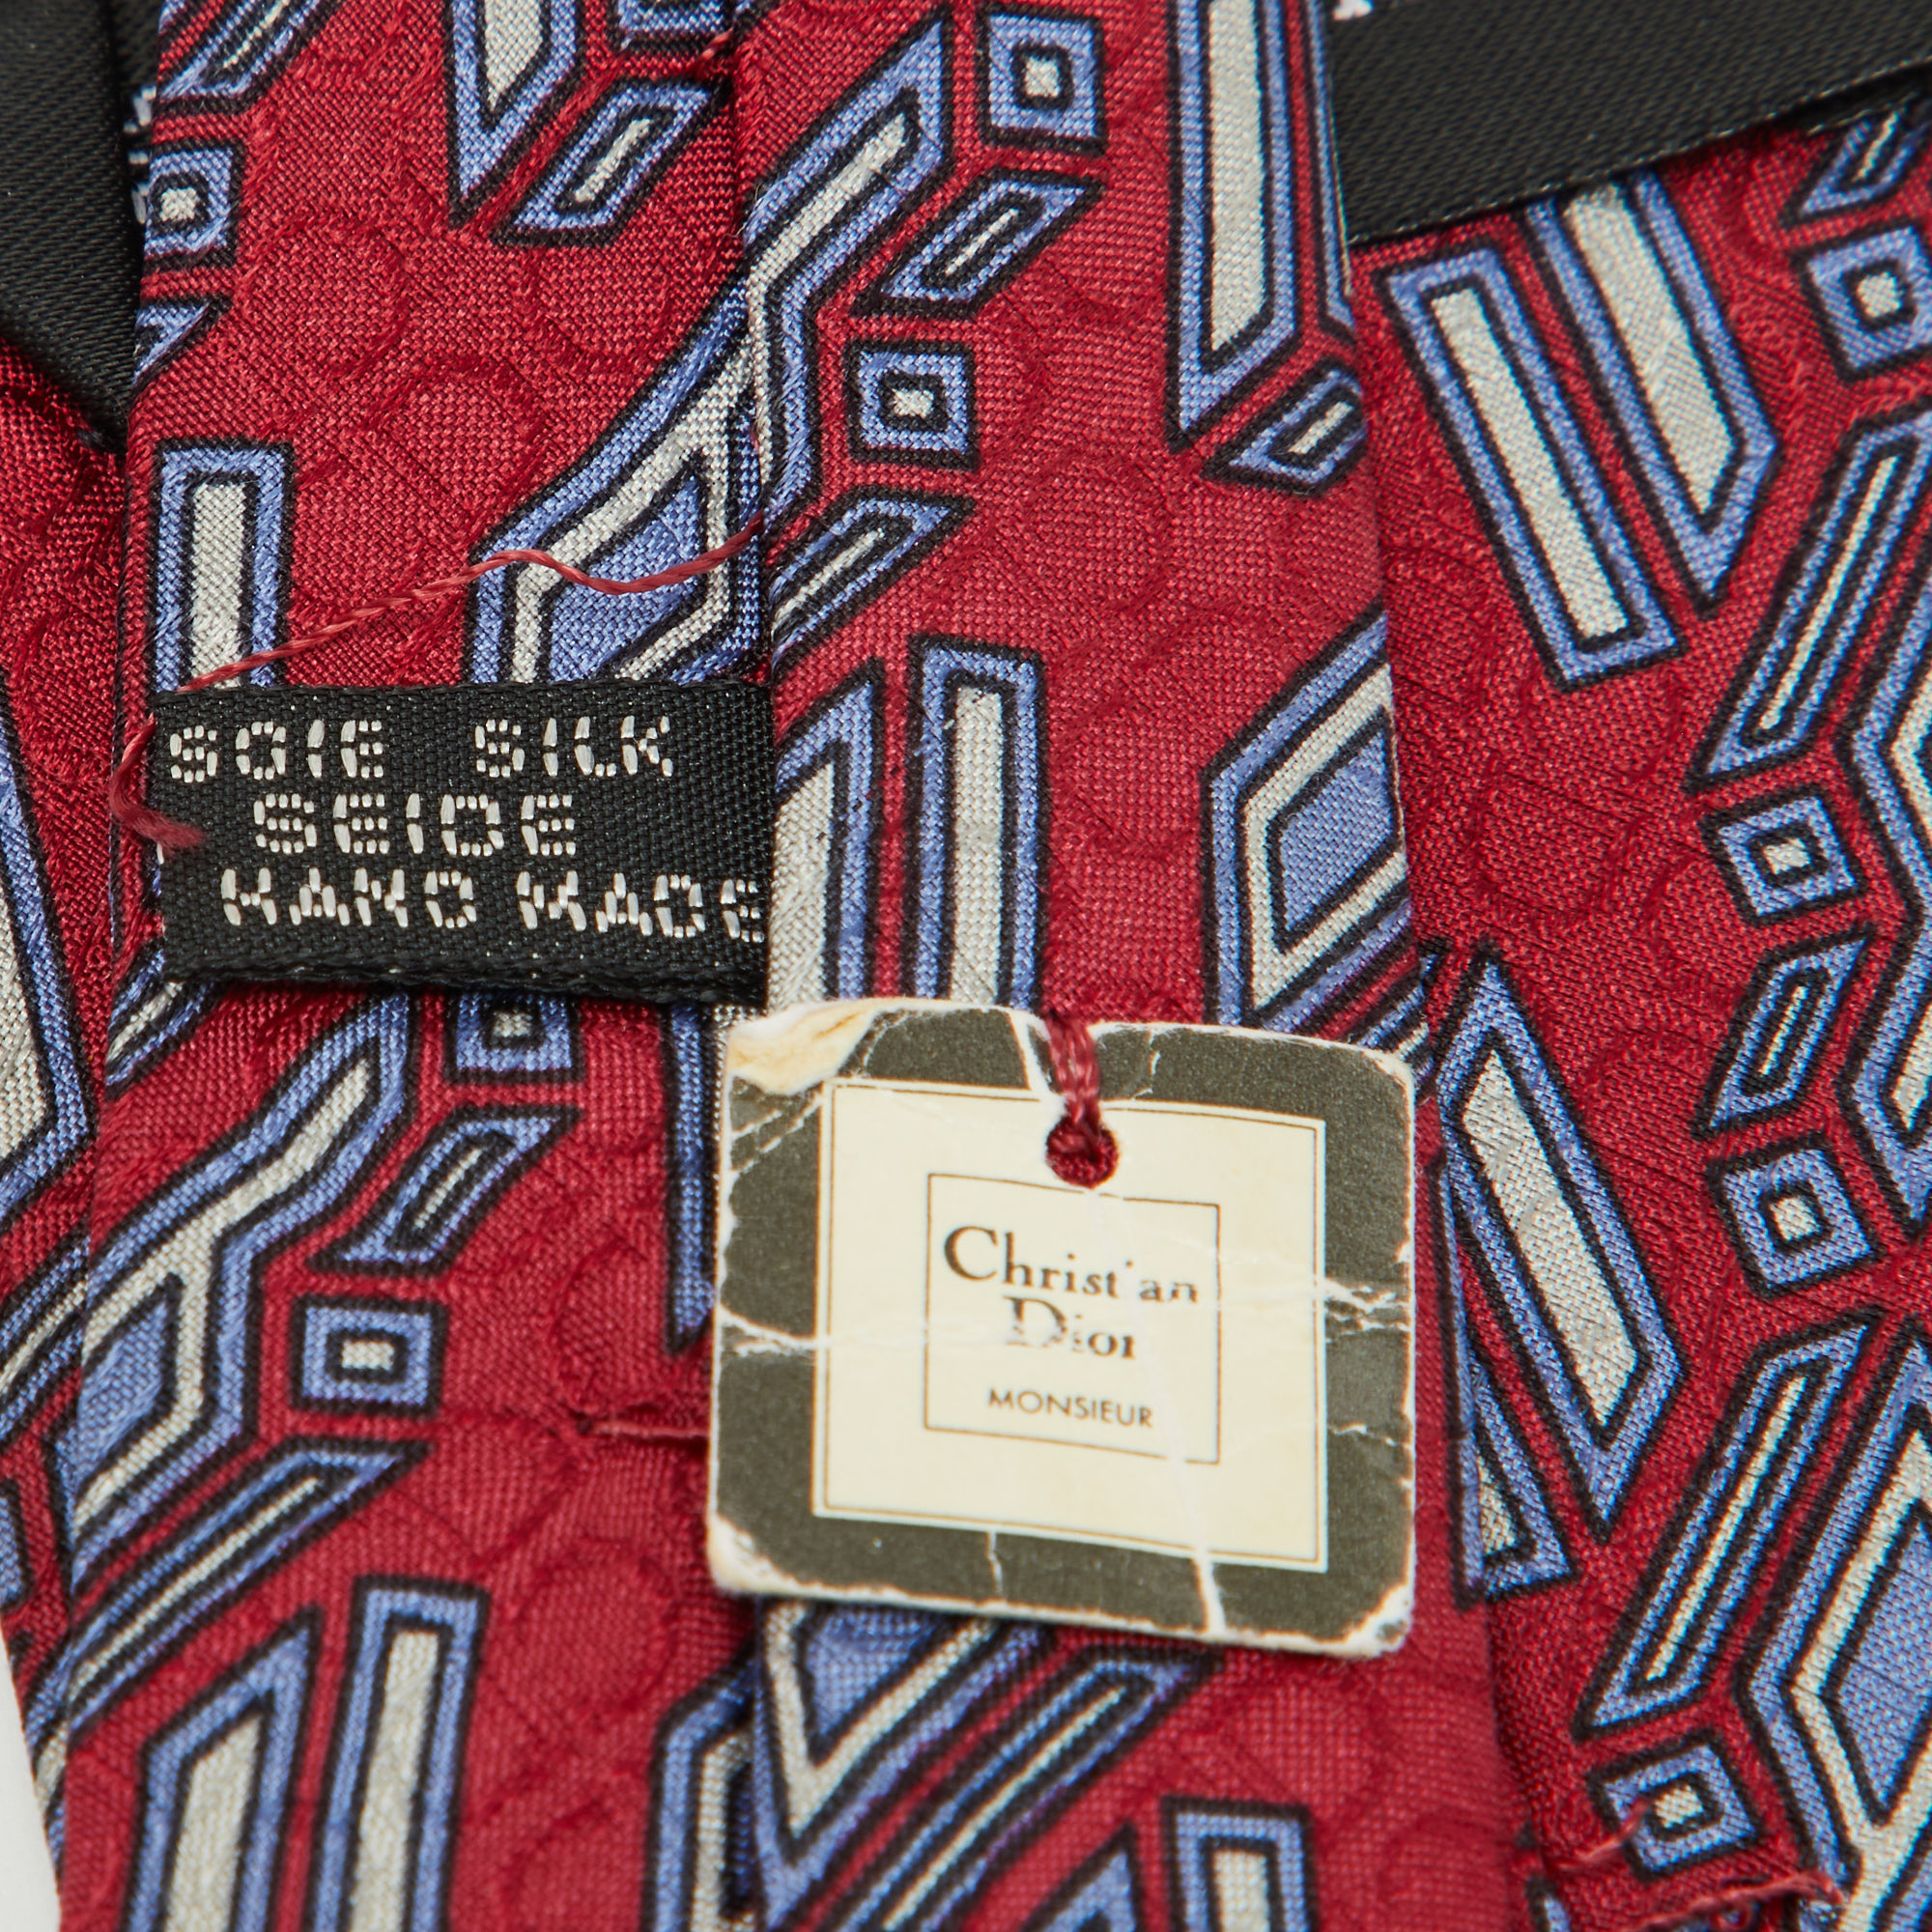 SOIE SILK
SEIDE
HAND MADE
Christian
Dior
MONSIEUR